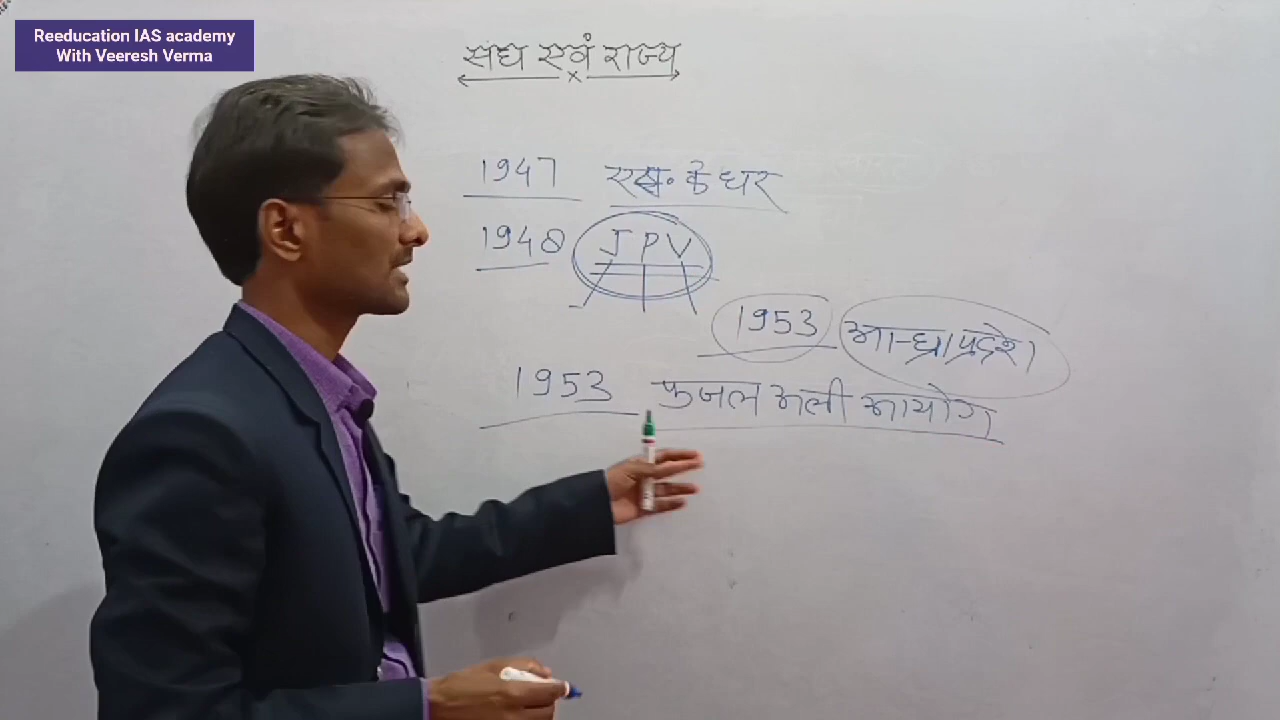 Reeducation IAS academy
With Veeresh Verma
संघ एवं राज्य
1947 एस. के धर
1948 JPV
1953 आन्ध्रा प्रदेश
1953 फजल अली आयोग